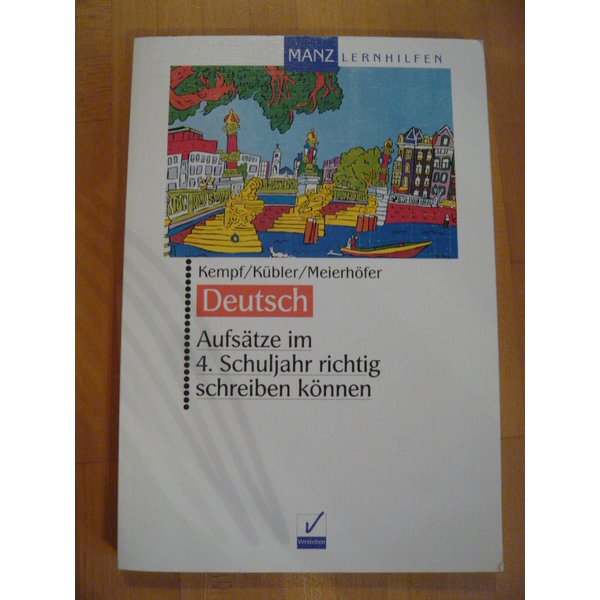 MANZ LERNHILFEN
Kempf/Kübler/Meierhöfer
Deutsch
Aufsätze im
4. Schuljahr richtig
schreiben können
Verstehen